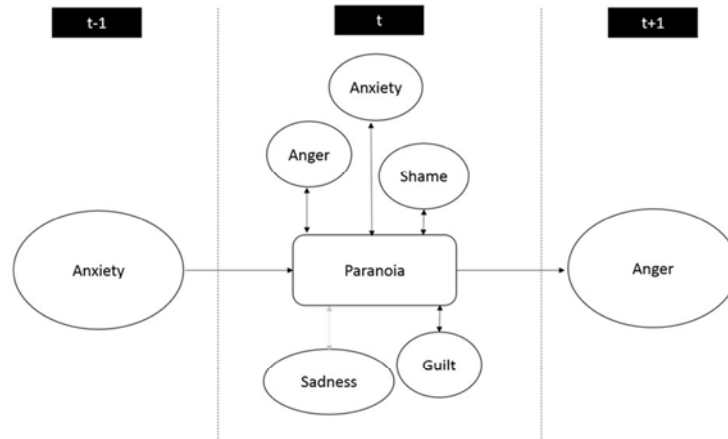 t-1
t
t+1
Anxiety
Anger
Shame
Anxiety
Paranoia
Anger
Sadness
Guilt